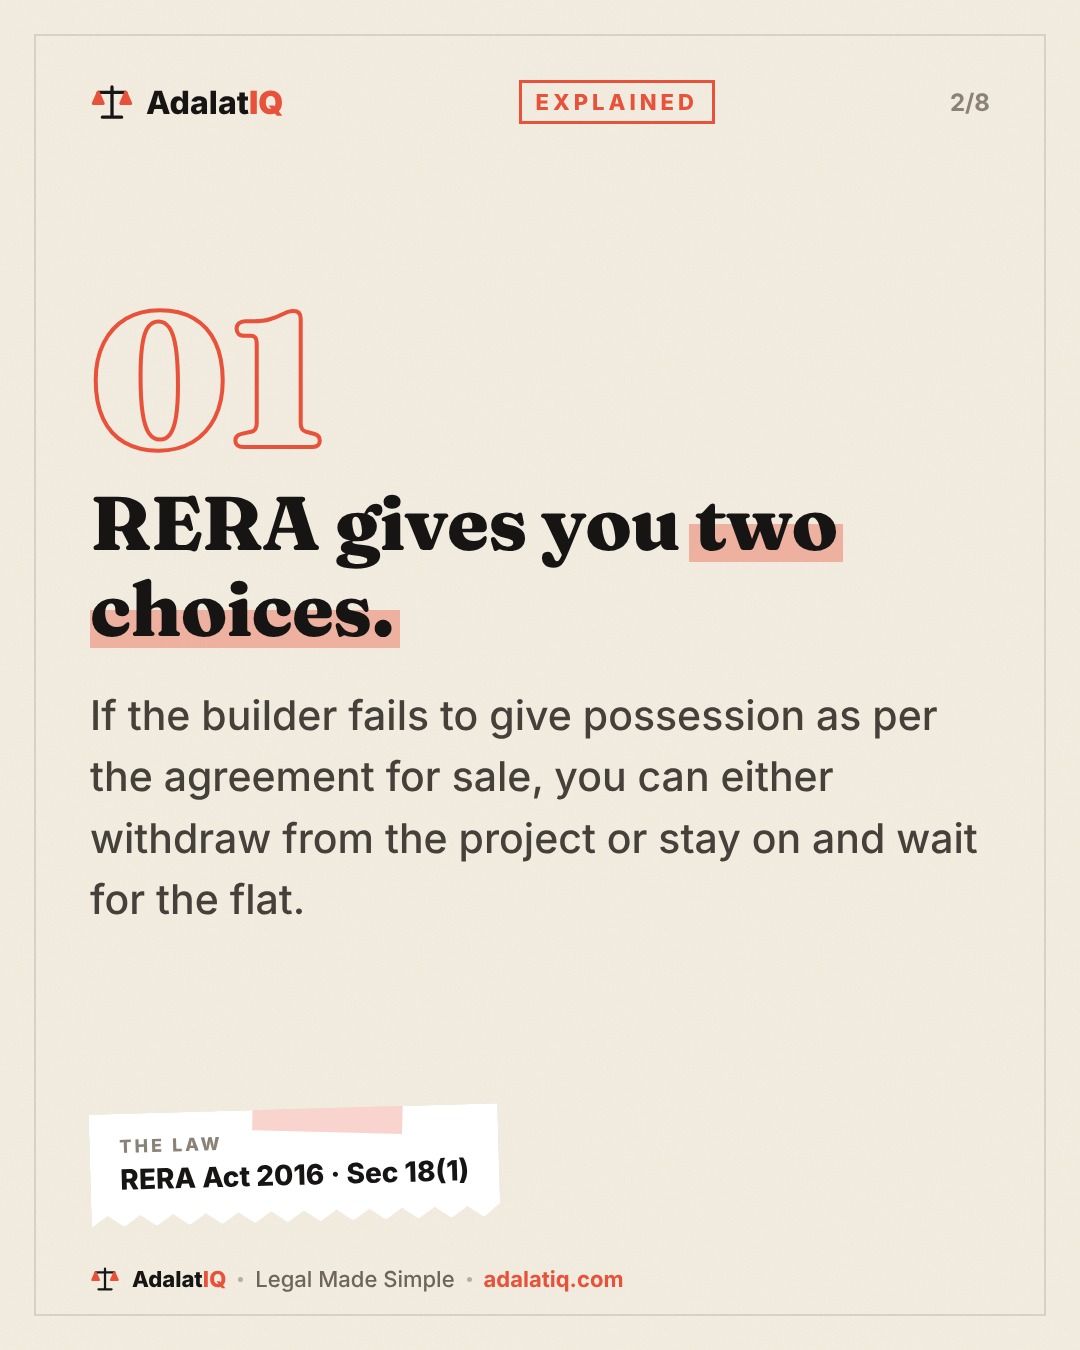 AdalatIQ
EXPLAINED
2/8
01
RERA gives you two
choices.
If the builder fails to give possession as per
the agreement for sale, you can either
withdraw from the project or stay on and wait
for the flat.
THE LAW
RERA Act 2016 · Sec 18(1)
AdalatIQ • Legal Made Simple • adalatiq.com